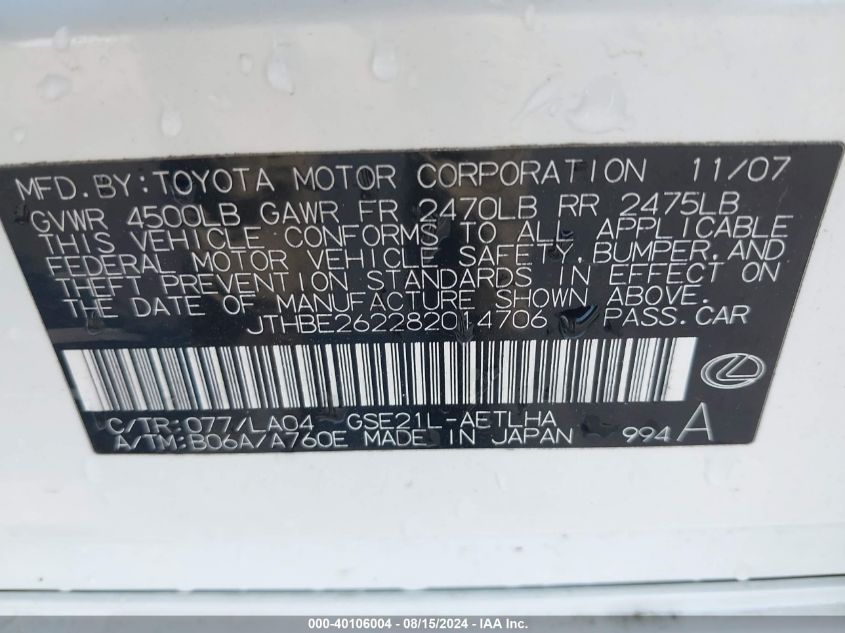 MFD. BY: TOYOTA MOTOR CORPORATION 11/07
GVWR 4500LB GAWR FR 2470LB RR 2475LB
THIS VEHICLE CONFORMS TO ALL APPLICABLE
FEDERAL MOTOR VEHICLE SAFETY, BUMPER, AND
THEFT PREVENTION STANDARDS IN EFFECT ON
THE DATE OF MANUFACTURE SHOWN ABOVE.
JTHBE262282014706 PASS. CAR
C/TR: 077/LA04 GSE21L-AETLHA
A/TM: B06A/A760E MADE IN JAPAN 994 A
000-40106004 - 08/15/2024 - IAA Inc.